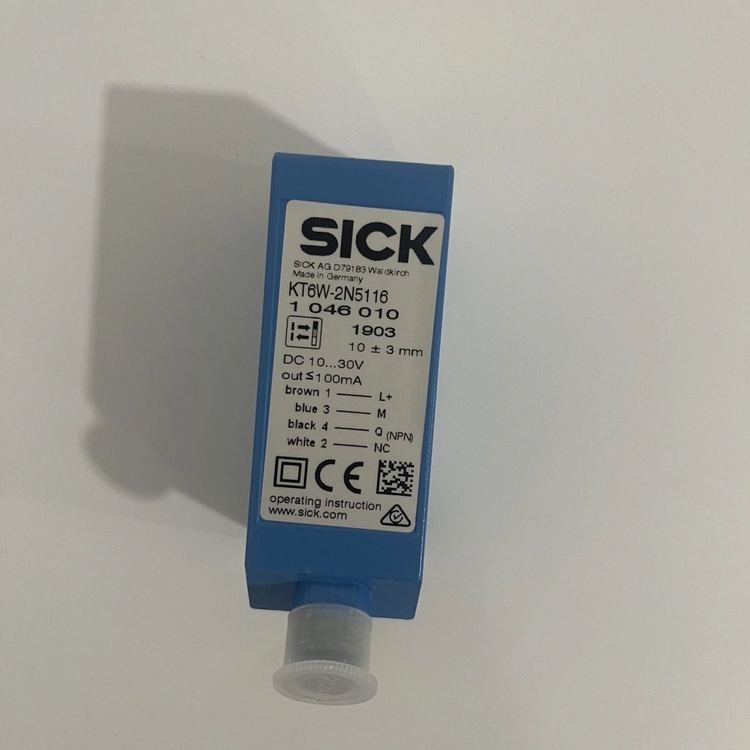 SICK
SICK AG D79183 Waldkirch
Made in Germany
KT6W-2N5116
1 046 010
1903
10 ± 3 mm
DC 10...30V
out≤100mA
brown 1 —— L+
blue 3 —— M
black 4 —— Q (NPN)
white 2 —— NC
CE
operating instruction
www.sick.com